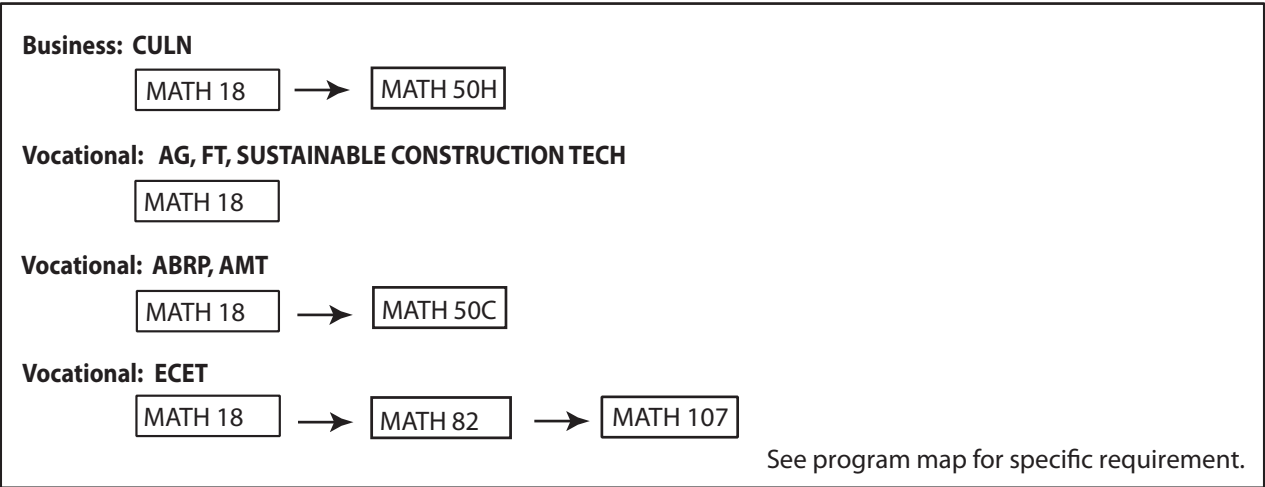 Business: CULN
MATH 18 MATH 50H
Vocational: AG, FT, SUSTAINABLE CONSTRUCTION TECH
MATH 18
Vocational: ABRP, AMT
MATH 18 MATH 50C
Vocational: ECET
MATH 18 MATH 82 MATH 107
See program map for specific requirement.